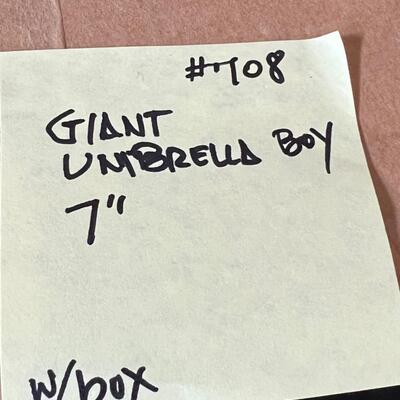 #708
GIANT
UMBRELLA BOY
7"
w/box